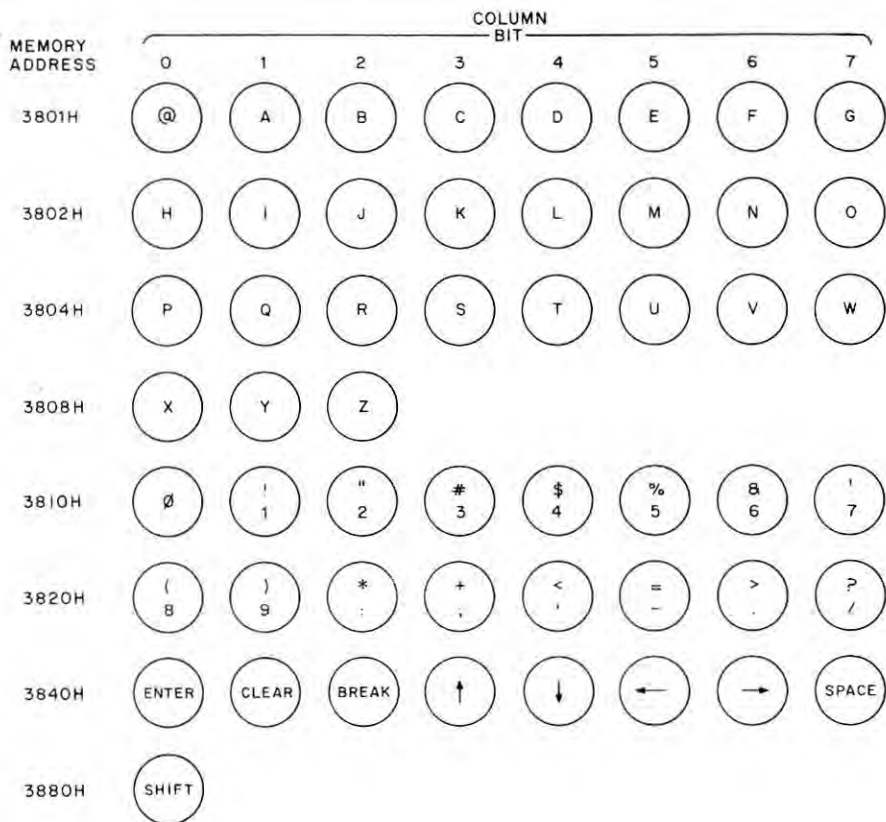 COLUMN
BIT
MEMORY
ADDRESS 0 1 2 3 4 5 6 7
3801H @ A B C D E F G
3802H H I J K L M N O
3804H P Q R S T U V W
3808H X Y Z
! " # $ % & '
3810H Ø 1 2 3 4 5 6 7
( ) * + < = > ?
3820H 8 9 : ; , - . /
3840H ENTER CLEAR BREAK ↑ ↓ ← → SPACE
3880H SHIFT